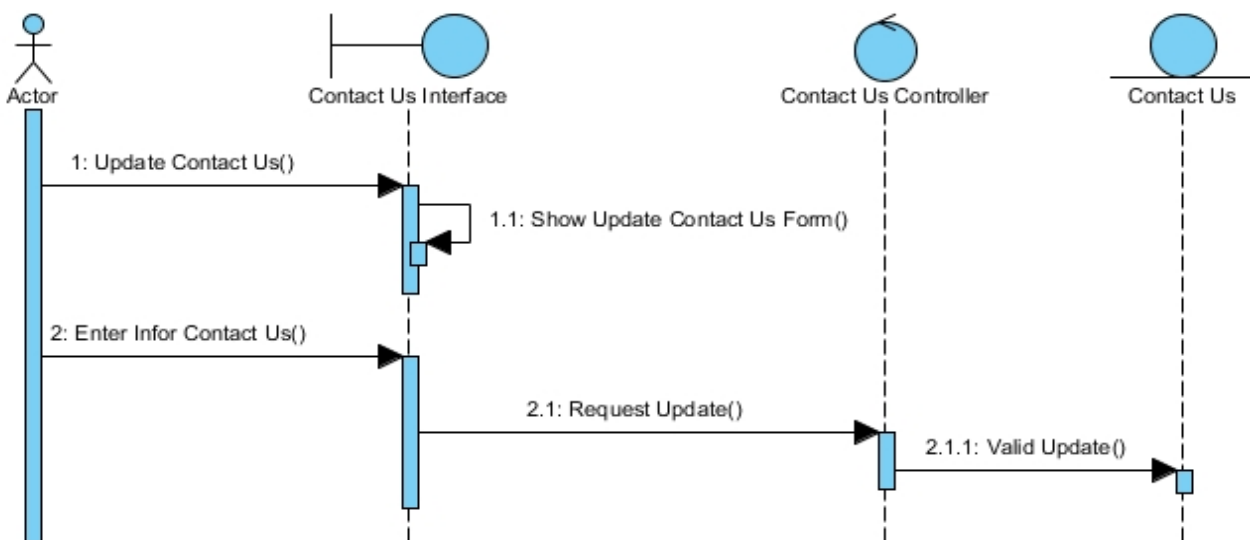 Actor
Contact Us Interface
Contact Us Controller
Contact Us
1: Update Contact Us()
1.1: Show Update Contact Us Form()
2: Enter Infor Contact Us()
2.1: Request Update()
2.1.1: Valid Update()